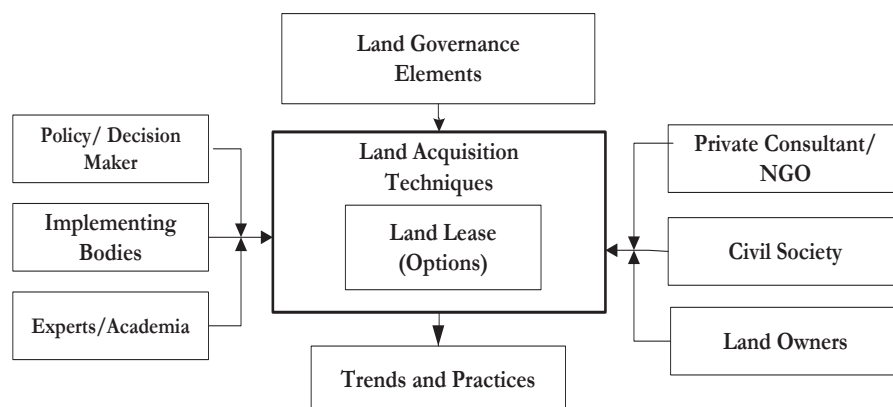 Land Governance
Elements
Policy/ Decision
Maker
Implementing
Bodies
Experts/Academia
Land Acquisition
Techniques
Land Lease
(Options)
Private Consultant/
NGO
Civil Society
Land Owners
Trends and Practices